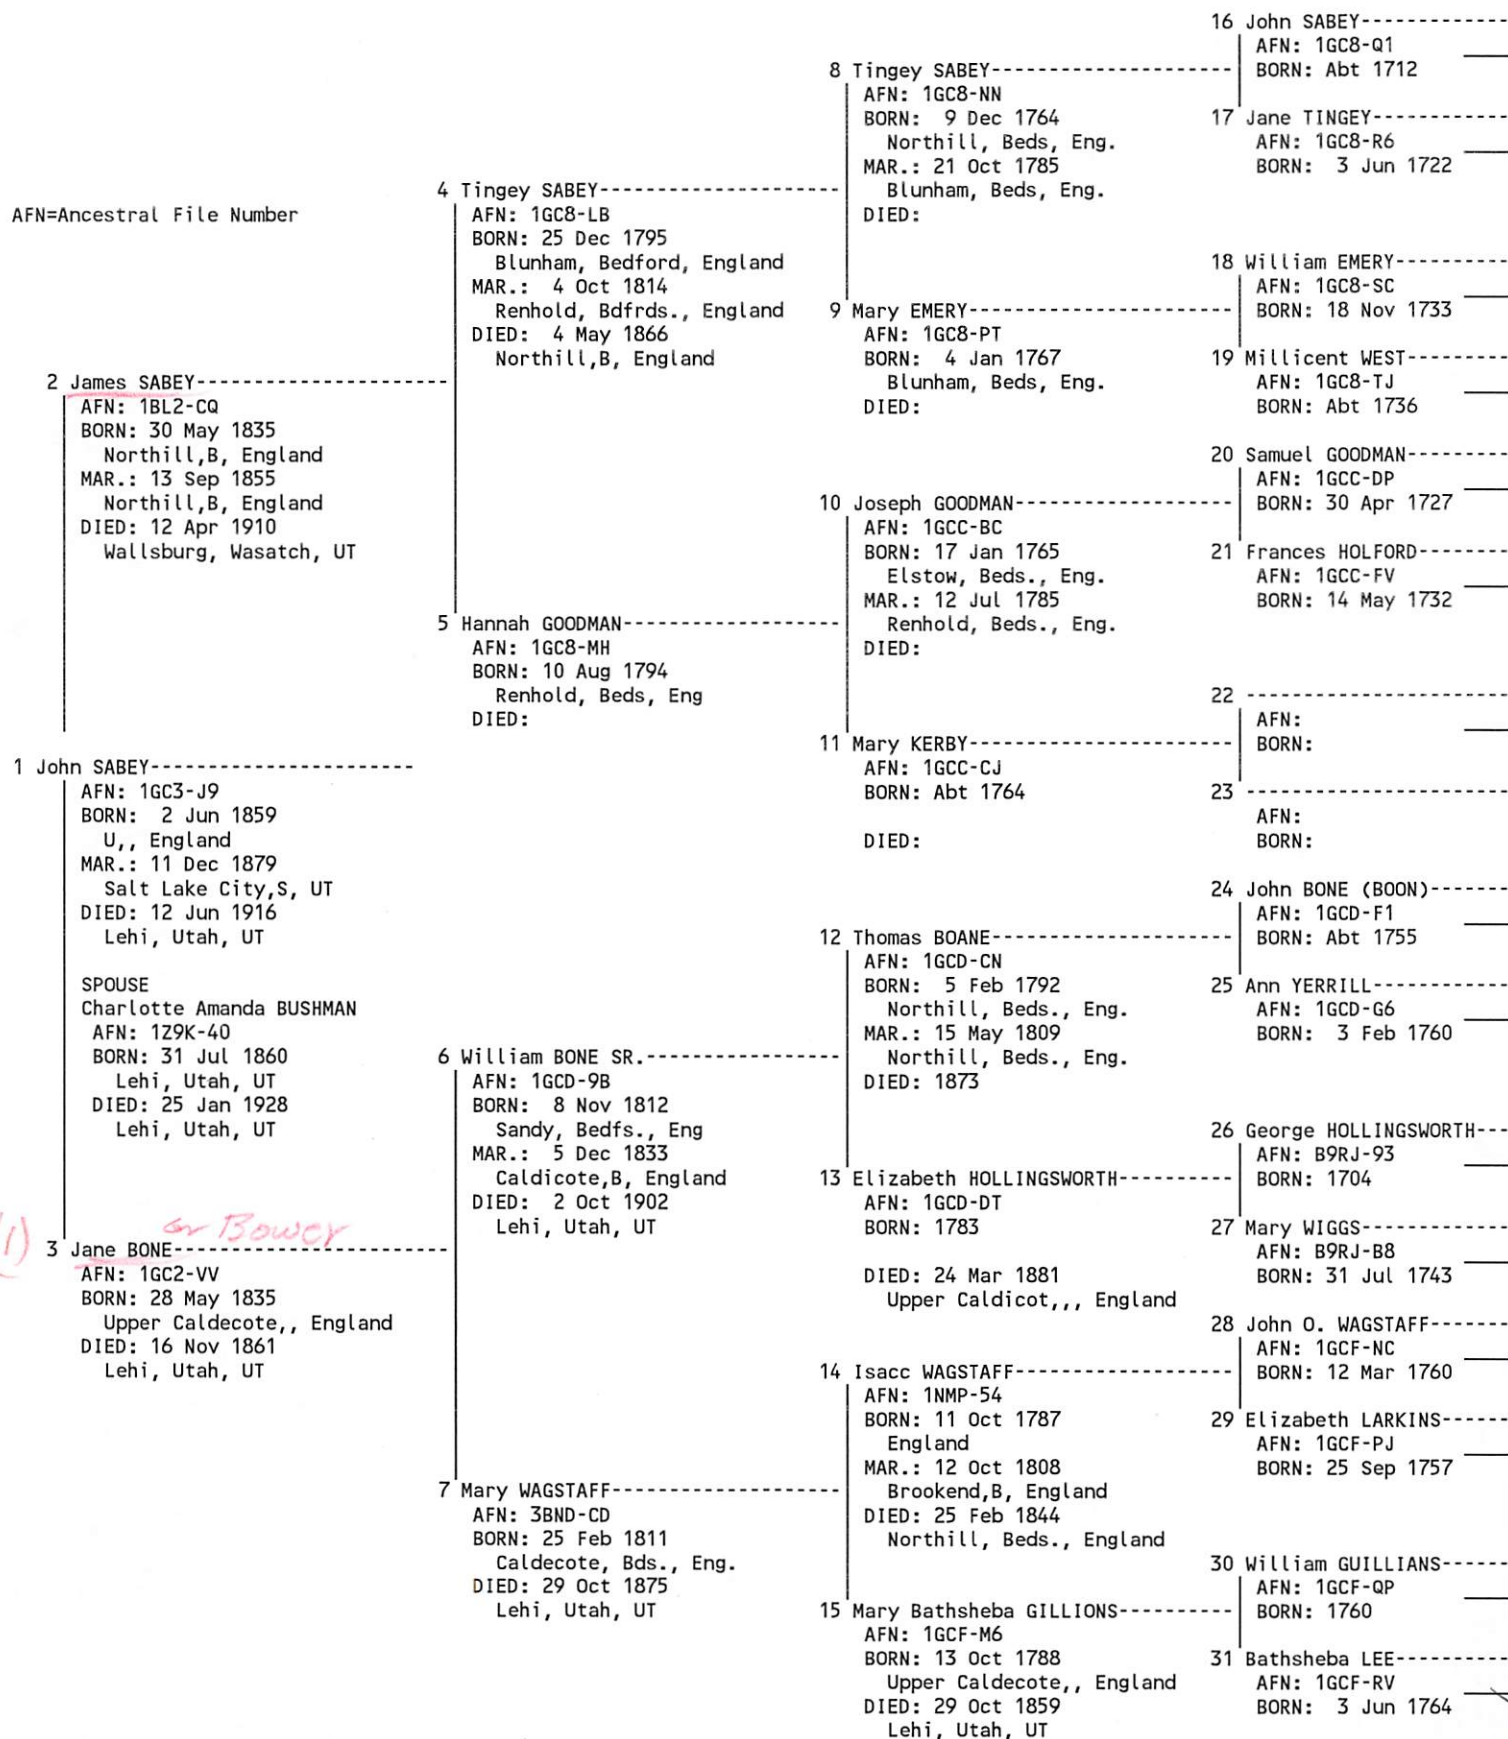 AFN=Ancestral File Number
1 John SABEY----------------------
AFN: 1GC3-J9
BORN:  2 Jun 1859
U,, England
MAR.: 11 Dec 1879
Salt Lake City,S, UT
DIED: 12 Jun 1916
Lehi, Utah, UT
SPOUSE
Charlotte Amanda BUSHMAN
AFN: 1Z9K-40
BORN: 31 Jul 1860
Lehi, Utah, UT
DIED: 25 Jan 1928
Lehi, Utah, UT
2 James SABEY----------------------
AFN: 1BL2-CQ
BORN: 30 May 1835
Northill,B, England
MAR.: 13 Sep 1855
Northill,B, England
DIED: 12 Apr 1910
Wallsburg, Wasatch, UT
or Bower
(1) 3 Jane BONE------------------------
AFN: 1GC2-VV
BORN: 28 May 1835
Upper Caldecote,, England
DIED: 16 Nov 1861
Lehi, Utah, UT
4 Tingey SABEY---------------------
AFN: 1GC8-LB
BORN: 25 Dec 1795
Blunham, Bedford, England
MAR.:  4 Oct 1814
Renhold, Bdfrds., England
DIED:  4 May 1866
Northill,B, England
5 Hannah GOODMAN-------------------
AFN: 1GC8-MH
BORN: 10 Aug 1794
Renhold, Beds, Eng
DIED:
6 William BONE SR.-----------------
AFN: 1GCD-9B
BORN:  8 Nov 1812
Sandy, Bedfs., Eng
MAR.:  5 Dec 1833
Caldicote,B, England
DIED:  2 Oct 1902
Lehi, Utah, UT
7 Mary WAGSTAFF--------------------
AFN: 3BND-CD
BORN: 25 Feb 1811
Caldecote, Bds., Eng.
DIED: 29 Oct 1875
Lehi, Utah, UT
8 Tingey SABEY---------------------
AFN: 1GC8-NN
BORN:  9 Dec 1764
Northill, Beds, Eng.
MAR.: 21 Oct 1785
Blunham, Beds, Eng.
DIED:
9 Mary EMERY-----------------------
AFN: 1GC8-PT
BORN:  4 Jan 1767
Blunham, Beds, Eng.
DIED:
10 Joseph GOODMAN-------------------
AFN: 1GCC-BC
BORN: 17 Jan 1765
Elstow, Beds., Eng.
MAR.: 12 Jul 1785
Renhold, Beds., Eng.
DIED:
11 Mary KERBY-----------------------
AFN: 1GCC-CJ
BORN: Abt 1764
DIED:
12 Thomas BOANE---------------------
AFN: 1GCD-CN
BORN:  5 Feb 1792
Northill, Beds., Eng.
MAR.: 15 May 1809
Northill, Beds., Eng.
DIED: 1873
13 Elizabeth HOLLINGSWORTH----------
AFN: 1GCD-DT
BORN: 1783
DIED: 24 Mar 1881
Upper Caldicot,,, England
14 Isacc WAGSTAFF-------------------
AFN: 1NMP-54
BORN: 11 Oct 1787
England
MAR.: 12 Oct 1808
Brookend,B, England
DIED: 25 Feb 1844
Northill, Beds., England
15 Mary Bathsheba GILLIONS----------
AFN: 1GCF-M6
BORN: 13 Oct 1788
Upper Caldecote,, England
DIED: 29 Oct 1859
Lehi, Utah, UT
16 John SABEY-------------
AFN: 1GC8-Q1
BORN: Abt 1712
17 Jane TINGEY------------
AFN: 1GC8-R6
BORN:  3 Jun 1722
18 William EMERY----------
AFN: 1GC8-SC
BORN: 18 Nov 1733
19 Millicent WEST---------
AFN: 1GC8-TJ
BORN: Abt 1736
20 Samuel GOODMAN---------
AFN: 1GCC-DP
BORN: 30 Apr 1727
21 Frances HOLFORD--------
AFN: 1GCC-FV
BORN: 14 May 1732
22 -----------------------
AFN:
BORN:
23 -----------------------
AFN:
BORN:
24 John BONE (BOON)-------
AFN: 1GCD-F1
BORN: Abt 1755
25 Ann YERRILL------------
AFN: 1GCD-G6
BORN:  3 Feb 1760
26 George HOLLINGSWORTH---
AFN: B9RJ-93
BORN: 1704
27 Mary WIGGS-------------
AFN: B9RJ-B8
BORN: 31 Jul 1743
28 John O. WAGSTAFF-------
AFN: 1GCF-NC
BORN: 12 Mar 1760
29 Elizabeth LARKINS------
AFN: 1GCF-PJ
BORN: 25 Sep 1757
30 William GUILLIANS------
AFN: 1GCF-QP
BORN: 1760
31 Bathsheba LEE----------
AFN: 1GCF-RV
BORN:  3 Jun 1764